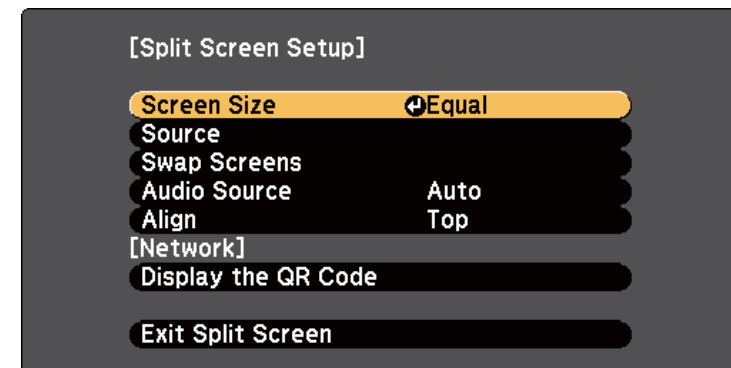 [Split Screen Setup]
Screen Size Equal
Source
Swap Screens
Audio Source Auto
Align Top
[Network]
Display the QR Code
Exit Split Screen